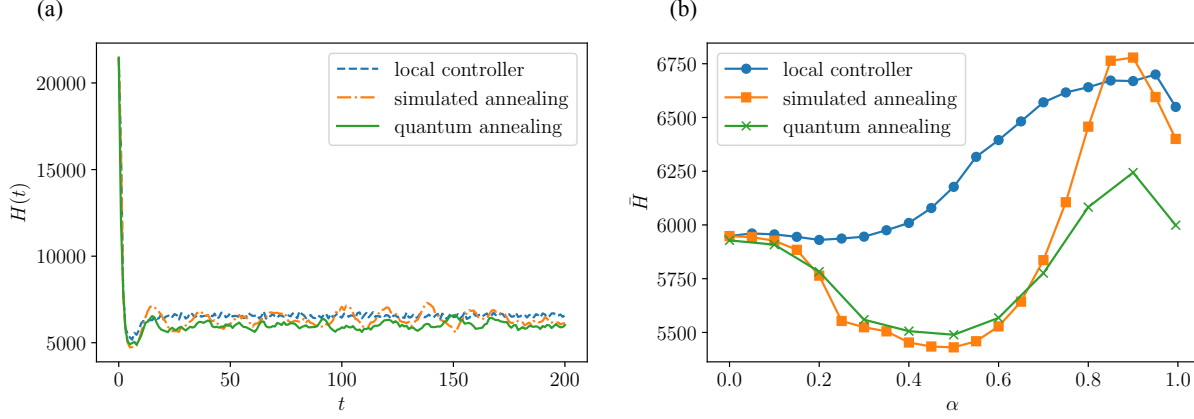 (a)
H(t)
20000
15000
10000
5000
0
50
100
150
200
t
local controller
simulated annealing
quantum annealing
(b)
H̄
6750
6500
6250
6000
5750
5500
0.0
0.2
0.4
0.6
0.8
1.0
α
local controller
simulated annealing
quantum annealing